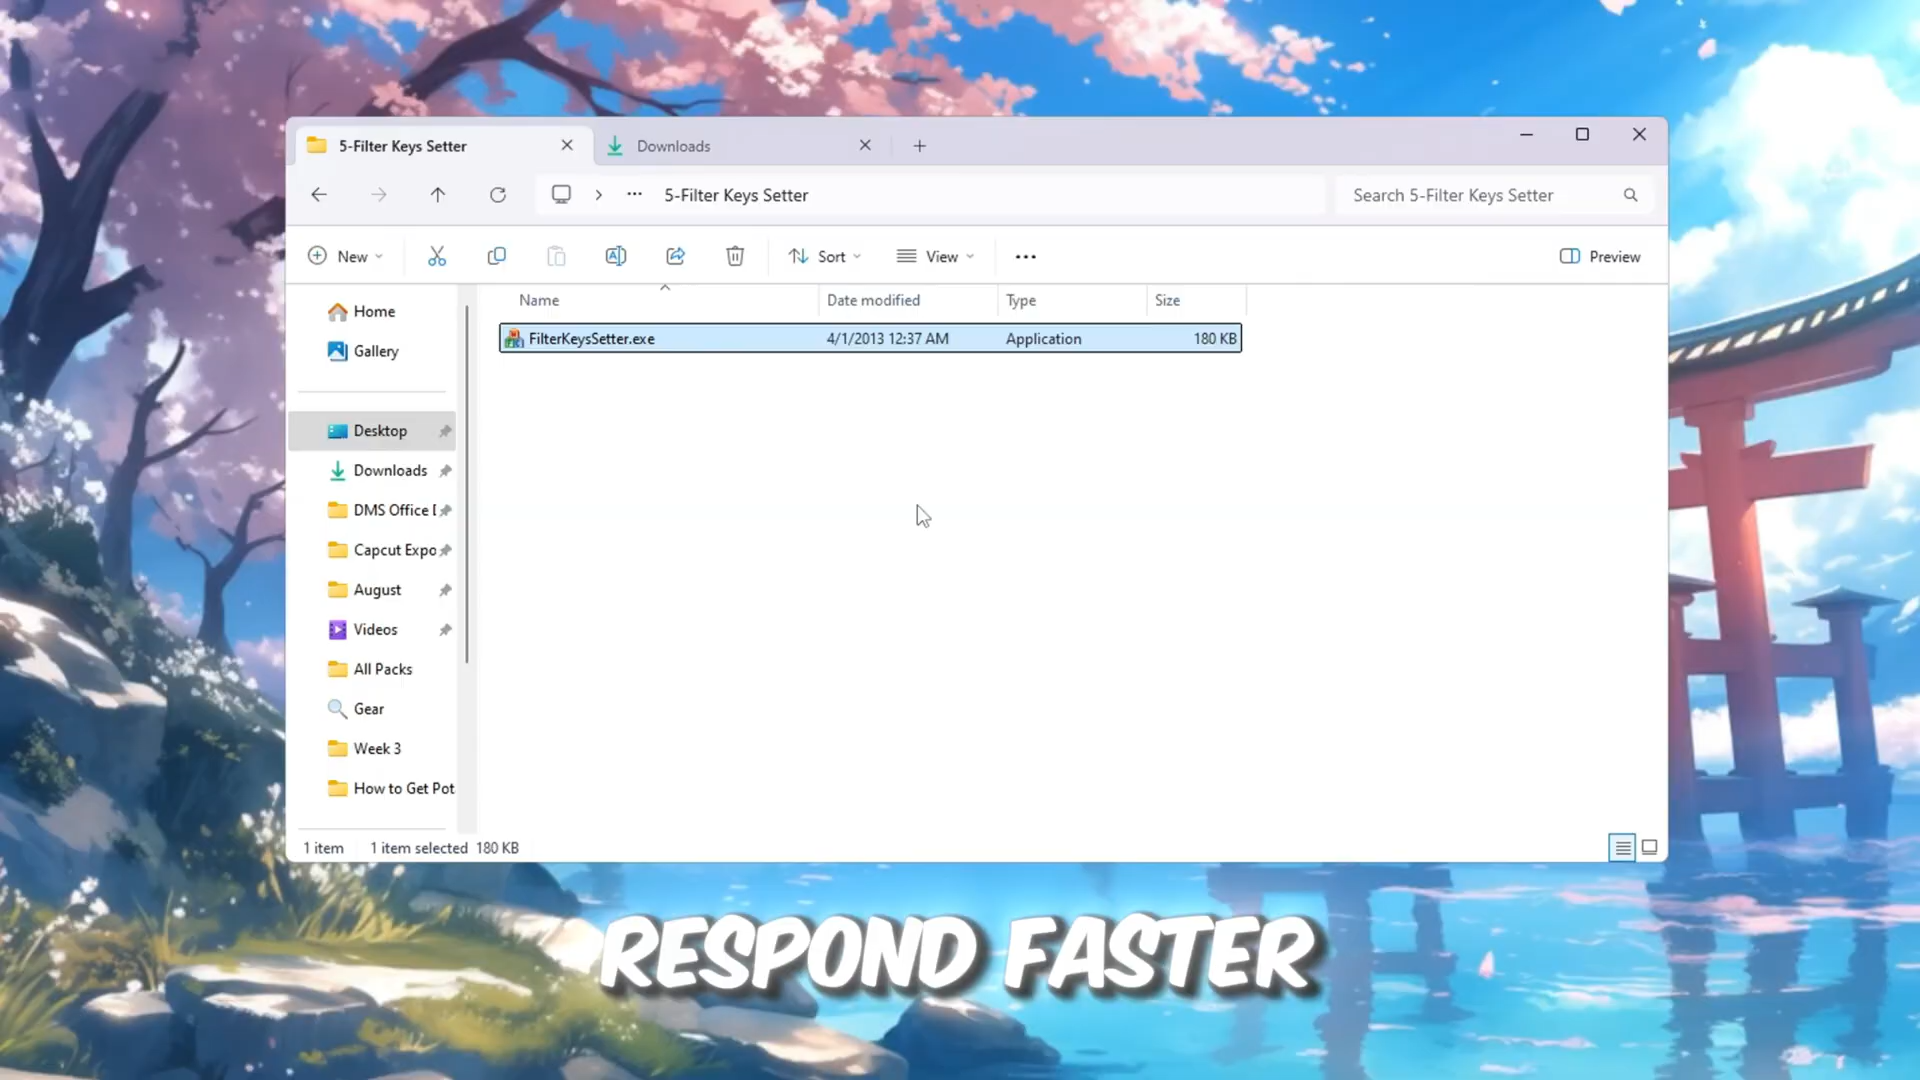 5-Filter Keys Setter
Downloads
5-Filter Keys Setter
Search 5-Filter Keys Setter
New
Sort
View
Preview
Name
Date modified
Type
Size
FilterKeysSetter.exe
4/1/2013 12:37 AM
Application
180 KB
Home
Gallery
Desktop
Downloads
DMS Office
Capcut Expo
August
Videos
All Packs
Gear
Week 3
How to Get Pot
1 item
1 item selected 180 KB
RESPOND FASTER